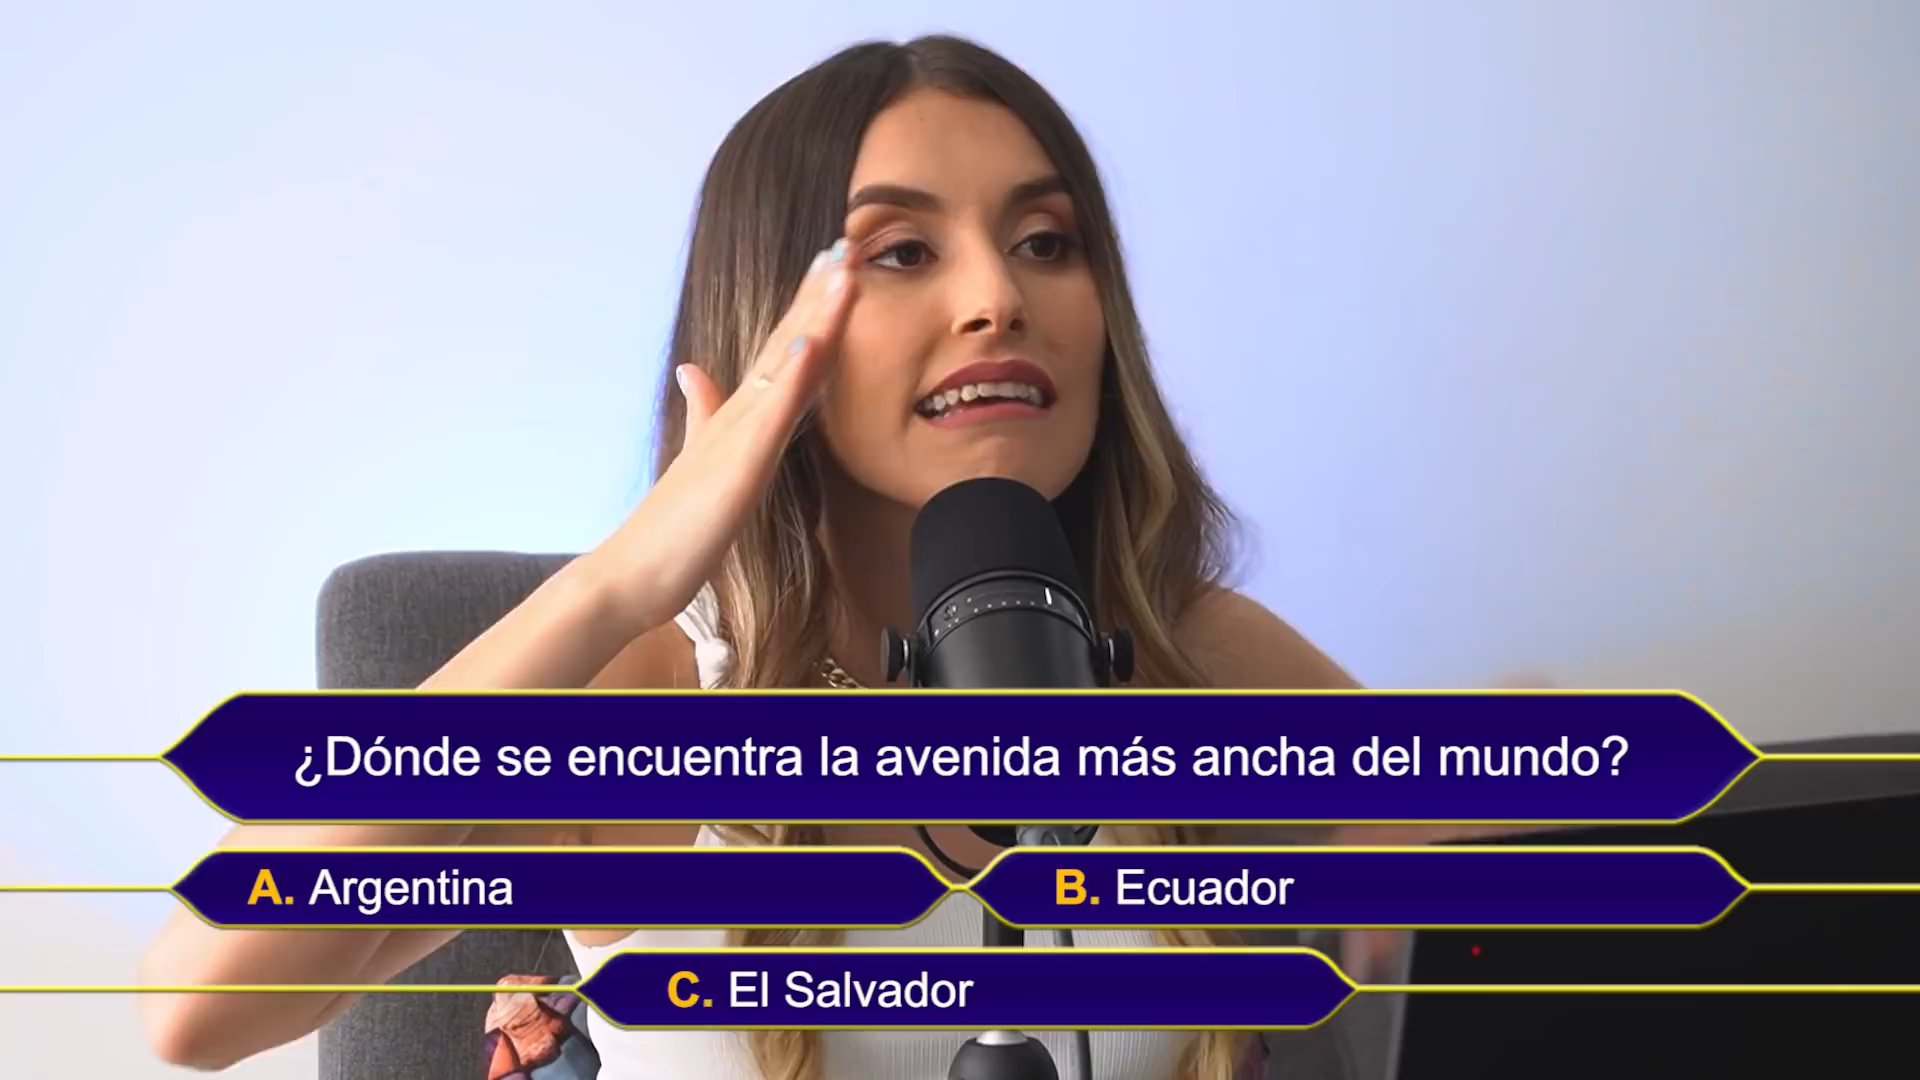 ¿Dónde se encuentra la avenida más ancha del mundo?
A. Argentina
B. Ecuador
C. El Salvador